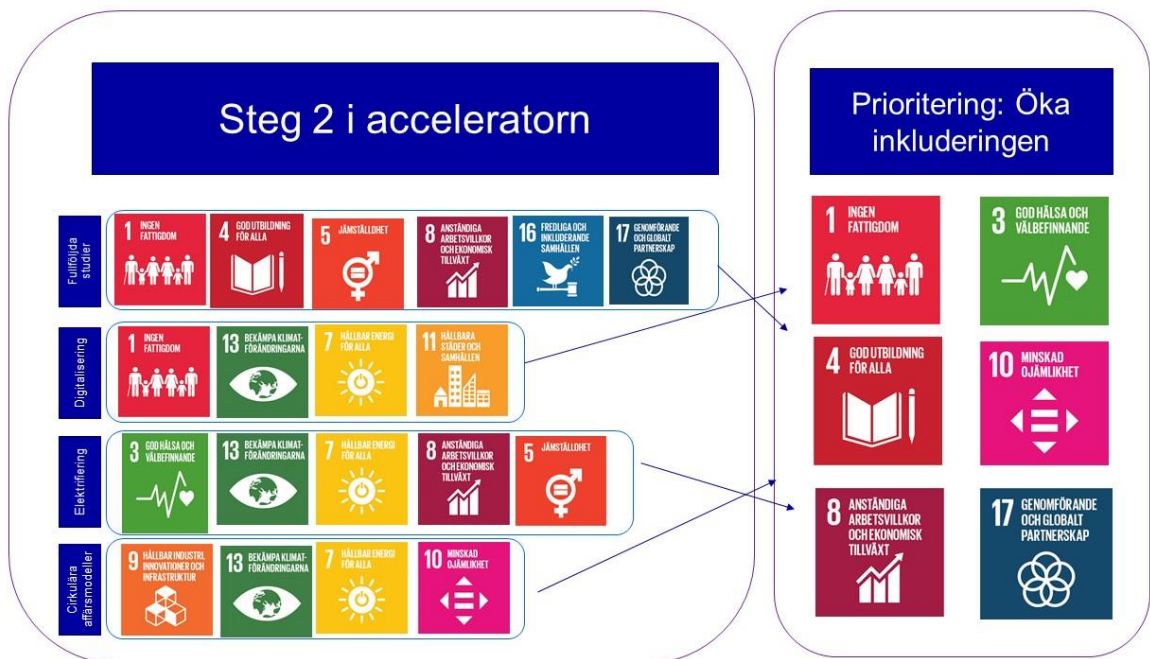 Steg 2 i acceleratorn
Fullföljda
studier
1 INGEN
FATTIGDOM
4 GOD UTBILDNING
FÖR ALLA
5 JÄMSTÄLLDHET
8 ANSTÄNDIGA
ARBETSVILLKOR
OCH EKONOMISK
TILLVÄXT
16 FREDLIGA OCH
INKLUDERANDE
SAMHÄLLEN
17 GENOMFÖRANDE
OCH GLOBALT
PARTNERSKAP
Digitalisering
1 INGEN
FATTIGDOM
13 BEKÄMPA KLIMAT-
FÖRÄNDRINGARNA
7 HÅLLBAR ENERGI
FÖR ALLA
11 HÅLLBARA
STÄDER OCH
SAMHÄLLEN
Elektrifiering
3 GOD HÄLSA OCH
VÄLBEFINNANDE
13 BEKÄMPA KLIMAT-
FÖRÄNDRINGARNA
7 HÅLLBAR ENERGI
FÖR ALLA
8 ANSTÄNDIGA
ARBETSVILLKOR
OCH EKONOMISK
TILLVÄXT
5 JÄMSTÄLLDHET
Cirkulära
affärsmodeller
9 HÅLLBAR INDUSTRI,
INNOVATIONER OCH
INFRASTRUKTUR
13 BEKÄMPA KLIMAT-
FÖRÄNDRINGARNA
7 HÅLLBAR ENERGI
FÖR ALLA
10 MINSKAD
OJÄMLIKHET
Prioritering: Öka
inkluderingen
1 INGEN
FATTIGDOM
3 GOD HÄLSA OCH
VÄLBEFINNANDE
4 GOD UTBILDNING
FÖR ALLA
10 MINSKAD
OJÄMLIKHET
8 ANSTÄNDIGA
ARBETSVILLKOR
OCH EKONOMISK
TILLVÄXT
17 GENOMFÖRANDE
OCH GLOBALT
PARTNERSKAP